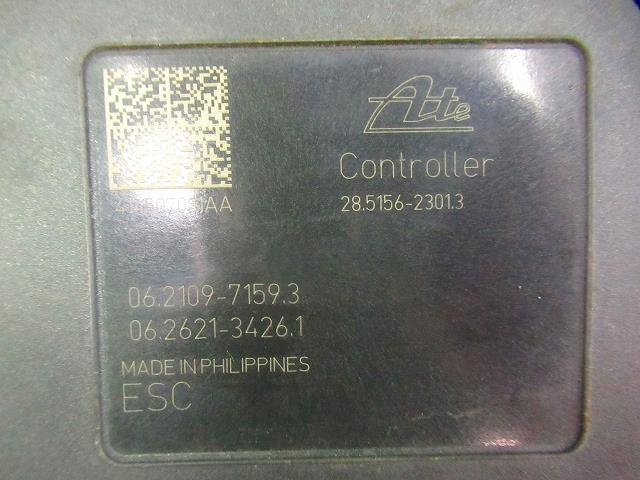 Ate
Controller
28.5156-2301.3
06.2109-7159.3
06.2621-3426.1
MADE IN PHILIPPINES
ESC